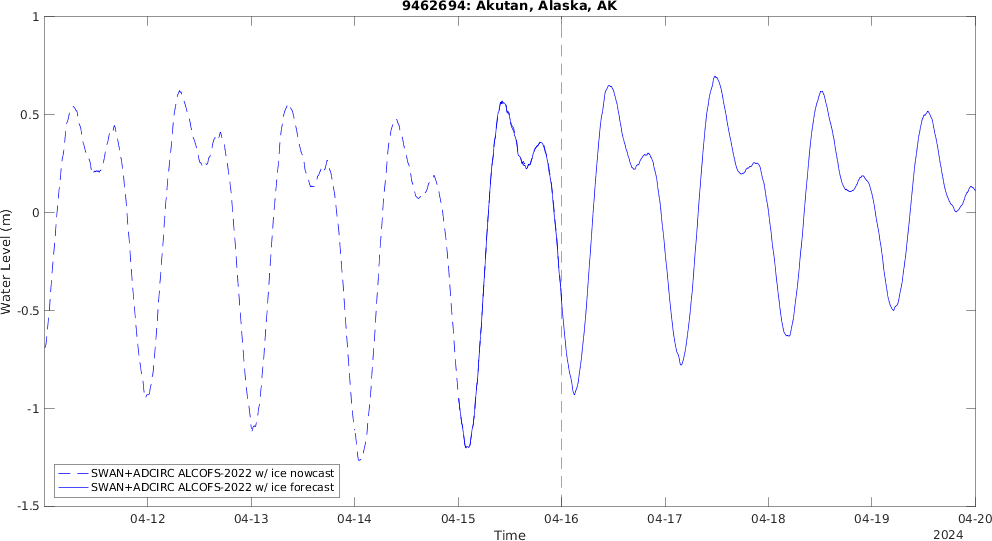 9462694: Akutan, Alaska, AK
1
0.5
0
-0.5
-1
-1.5
Water Level (m)
SWAN+ADCIRC ALCOFS-2022 w/ ice nowcast
SWAN+ADCIRC ALCOFS-2022 w/ ice forecast
04-12 04-13 04-14 04-15 04-16 04-17 04-18 04-19 04-20
Time
2024